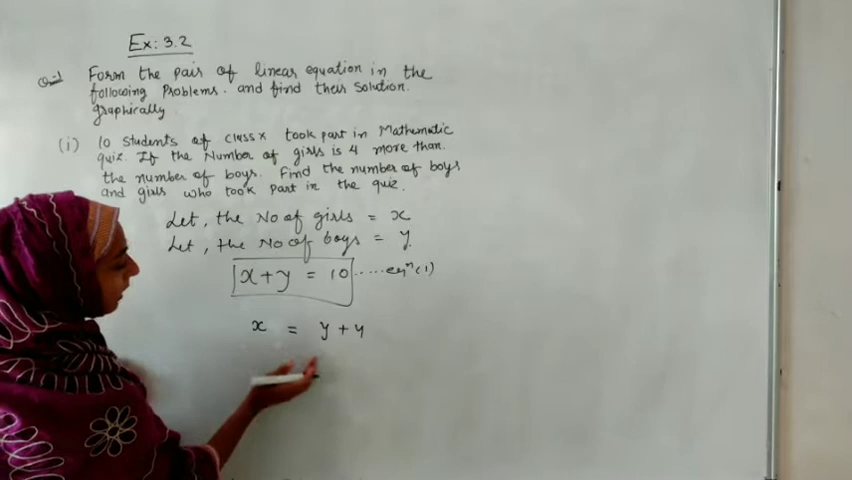 Ex: 3.2
Form the pair of linear equation in the
following Problems. and find their solution.
graphically
(i) 10 students of class x took part in Mathematic
quiz. If the Number of girls is 4 more than.
the number of boys. Find the number of boys
and girls who took part in the quiz.
Let, the No of girls = x
Let, the No of boys = y.
x+y = 10 .....eqⁿ(1)
x = y+4